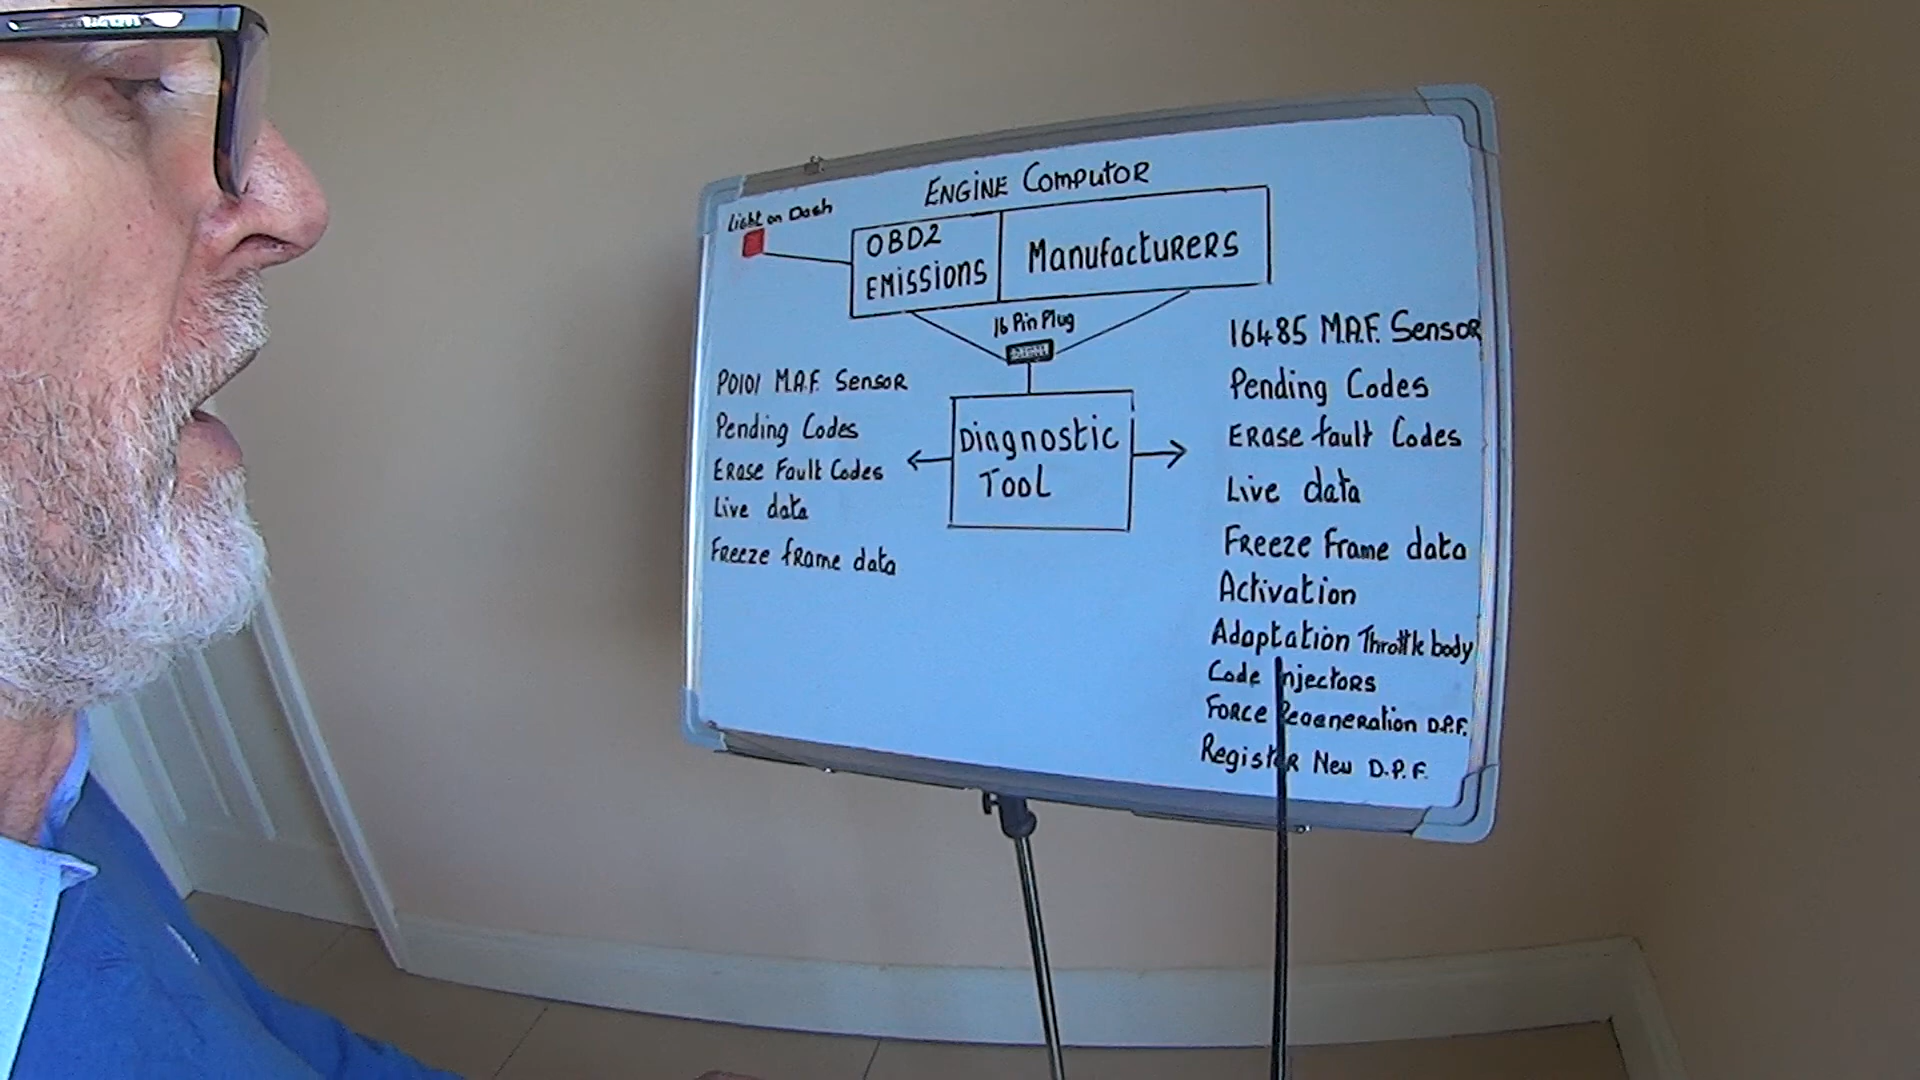 ENGINE COMPUTOR
Light on Dash
OBD2
EMISSIONS
Manufacturers
16 Pin Plug
P0101 M.A.F. Sensor
Pending Codes
Erase Fault Codes
Live data
Freeze frame data
Diagnostic
Tool
16485 M.A.F. Sensor
Pending Codes
Erase fault Codes
Live data
Freeze Frame data
Activation
Adaptation Throttle body
Code Injectors
Force Regeneration D.P.F.
Register New D.P.F.